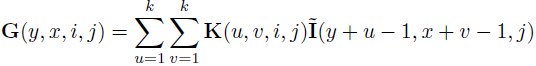 G(y, x, i, j) = ∑_{u=1}^{k} ∑_{v=1}^{k} K(u, v, i, j)Ĩ(y + u − 1, x + v − 1, j)